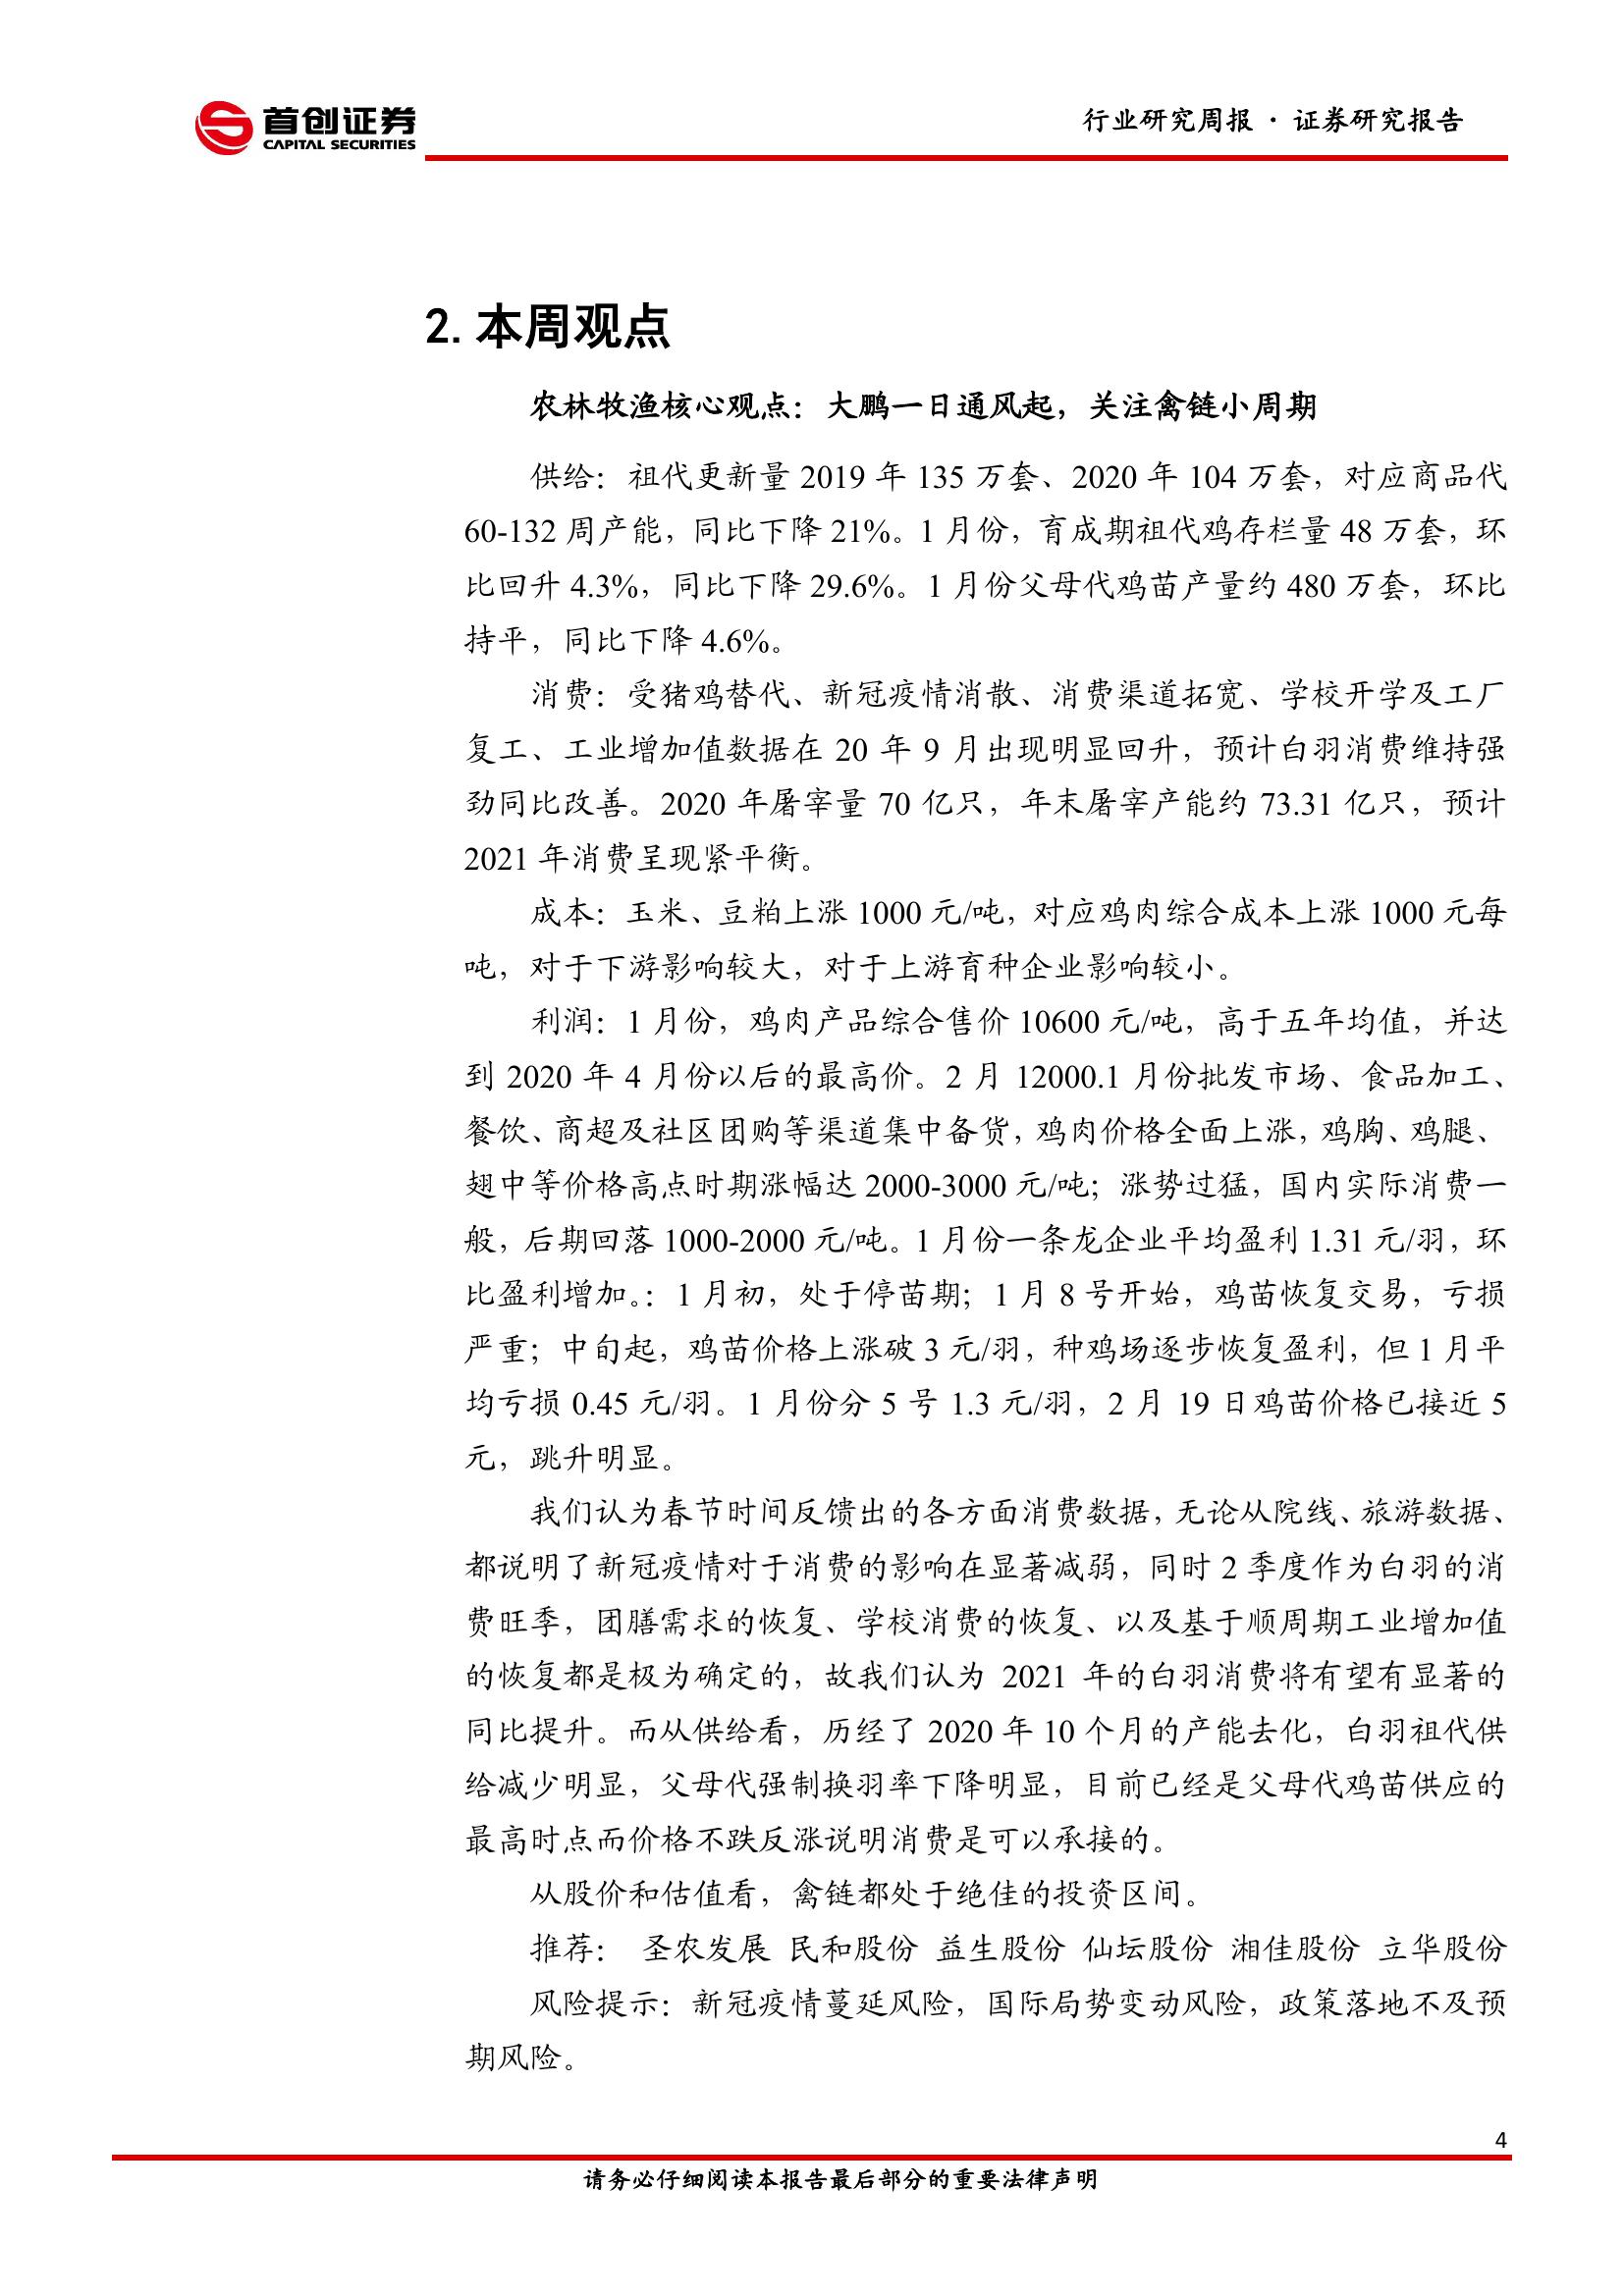 首创证券
CAPITAL SECURITIES
行业研究周报 · 证券研究报告
2. 本周观点
农林牧渔核心观点：大鹏一日通风起，关注禽链小周期
供给：祖代更新量 2019 年 135 万套、2020 年 104 万套，对应商品代
60-132 周产能，同比下降 21%。1 月份，育成期祖代鸡存栏量 48 万套，环
比回升 4.3%，同比下降 29.6%。1 月份父母代鸡苗产量约 480 万套，环比
持平，同比下降 4.6%。
消费：受猪鸡替代、新冠疫情消散、消费渠道拓宽、学校开学及工厂
复工、工业增加值数据在 20 年 9 月出现明显回升，预计白羽消费维持强
劲同比改善。2020 年屠宰量 70 亿只，年末屠宰产能约 73.31 亿只，预计
2021 年消费呈现紧平衡。
成本：玉米、豆粕上涨 1000 元/吨，对应鸡肉综合成本上涨 1000 元每
吨，对于下游影响较大，对于上游育种企业影响较小。
利润：1 月份，鸡肉产品综合售价 10600 元/吨，高于五年均值，并达
到 2020 年 4 月份以后的最高价。2 月 12000.1 月份批发市场、食品加工、
餐饮、商超及社区团购等渠道集中备货，鸡肉价格全面上涨，鸡胸、鸡腿、
翅中等价格高点时期涨幅达 2000-3000 元/吨；涨势过猛，国内实际消费一
般，后期回落 1000-2000 元/吨。1 月份一条龙企业平均盈利 1.31 元/羽，环
比盈利增加。：1 月初，处于停苗期；1 月 8 号开始，鸡苗恢复交易，亏损
严重；中旬起，鸡苗价格上涨破 3 元/羽，种鸡场逐步恢复盈利，但 1 月平
均亏损 0.45 元/羽。1 月份分 5 号 1.3 元/羽，2 月 19 日鸡苗价格已接近 5
元，跳升明显。
我们认为春节时间反馈出的各方面消费数据，无论从院线、旅游数据、
都说明了新冠疫情对于消费的影响在显著减弱，同时 2 季度作为白羽的消
费旺季，团膳需求的恢复、学校消费的恢复、以及基于顺周期工业增加值
的恢复都是极为确定的，故我们认为 2021 年的白羽消费将有望有显著的
同比提升。而从供给看，历经了 2020 年 10 个月的产能去化，白羽祖代供
给减少明显，父母代强制换羽率下降明显，目前已经是父母代鸡苗供应的
最高时点而价格不跌反涨说明消费是可以承接的。
从股价和估值看，禽链都处于绝佳的投资区间。
推荐： 圣农发展 民和股份 益生股份 仙坛股份 湘佳股份 立华股份
风险提示：新冠疫情蔓延风险，国际局势变动风险，政策落地不及预
期风险。
4
请务必仔细阅读本报告最后部分的重要法律声明